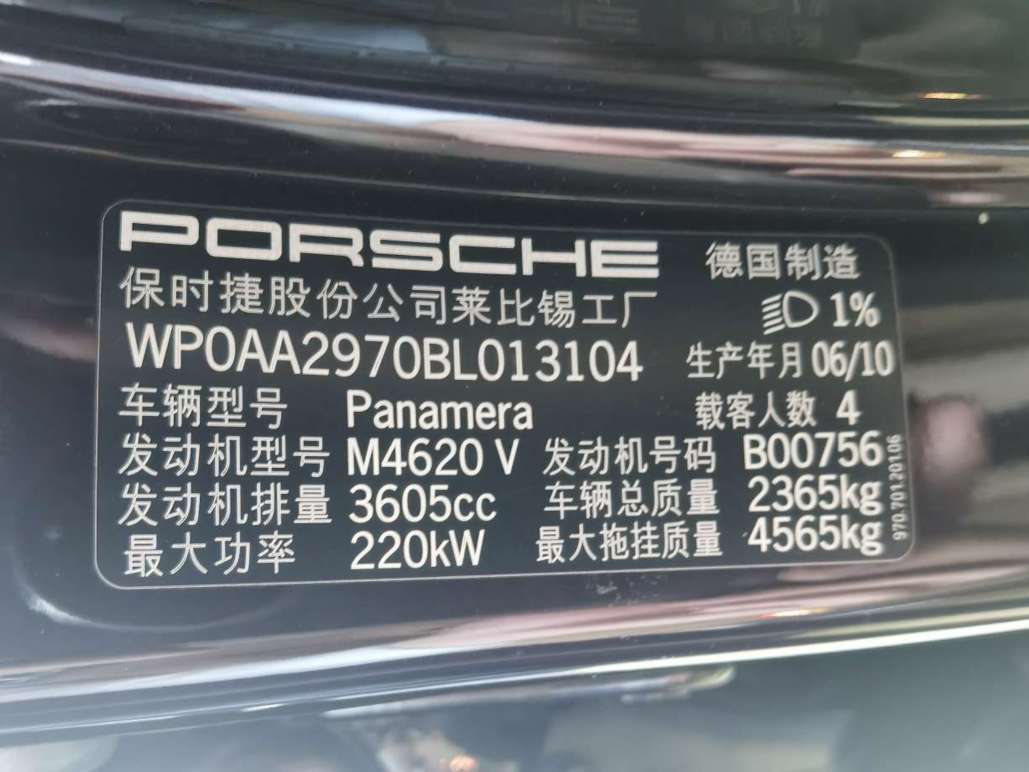 PORSCHE 德国制造
保时捷股份公司莱比锡工厂 1%
WP0AA2970BL013104 生产年月 06/10
车辆型号 Panamera 载客人数 4
发动机型号 M4620 V 发动机号码 B00756
发动机排量 3605cc 车辆总质量 2365kg
最大功率 220kW 最大拖挂质量 4565kg
970.701.201.06